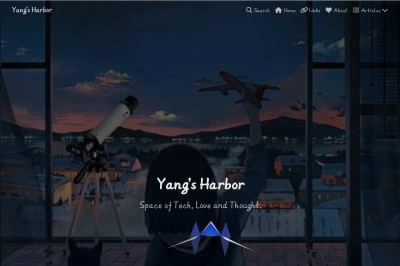 Yang's Harbor
Search Home Links About Articles
Yang's Harbor
Space of Tech, Love and Thought.